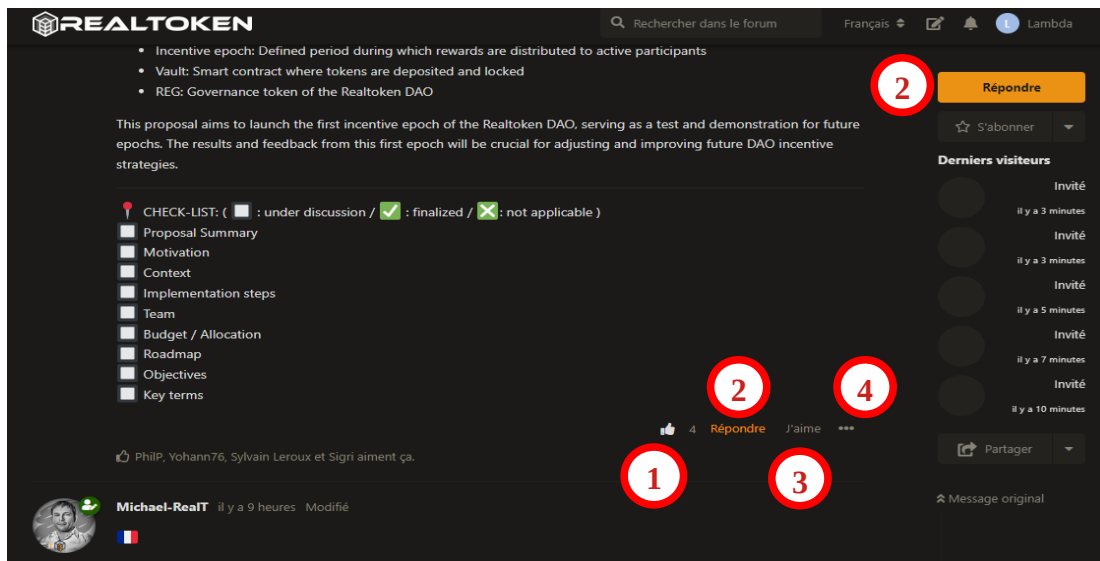 REALTOKEN
Rechercher dans le forum
Français
L
Lambda
Incentive epoch: Defined period during which rewards are distributed to active participants
Vault: Smart contract where tokens are deposited and locked
REG: Governance token of the Realtoken DAO
This proposal aims to launch the first incentive epoch of the Realtoken DAO, serving as a test and demonstration for future
epochs. The results and feedback from this first epoch will be crucial for adjusting and improving future DAO incentive
strategies.
CHECK-LIST: ( : under discussion / : finalized / : not applicable )
Proposal Summary
Motivation
Context
Implementation steps
Team
Budget / Allocation
Roadmap
Objectives
Key terms
2
4
4 Répondre J'aime •••
1
3
PhilP, Yohann76, Sylvain Leroux et Sigri aiment ça.
Michael-RealT il y a 9 heures Modifié
2
Répondre
S'abonner
Derniers visiteurs
Invité
il y a 3 minutes
Invité
il y a 3 minutes
Invité
il y a 5 minutes
Invité
il y a 7 minutes
Invité
il y a 10 minutes
Partager
Message original